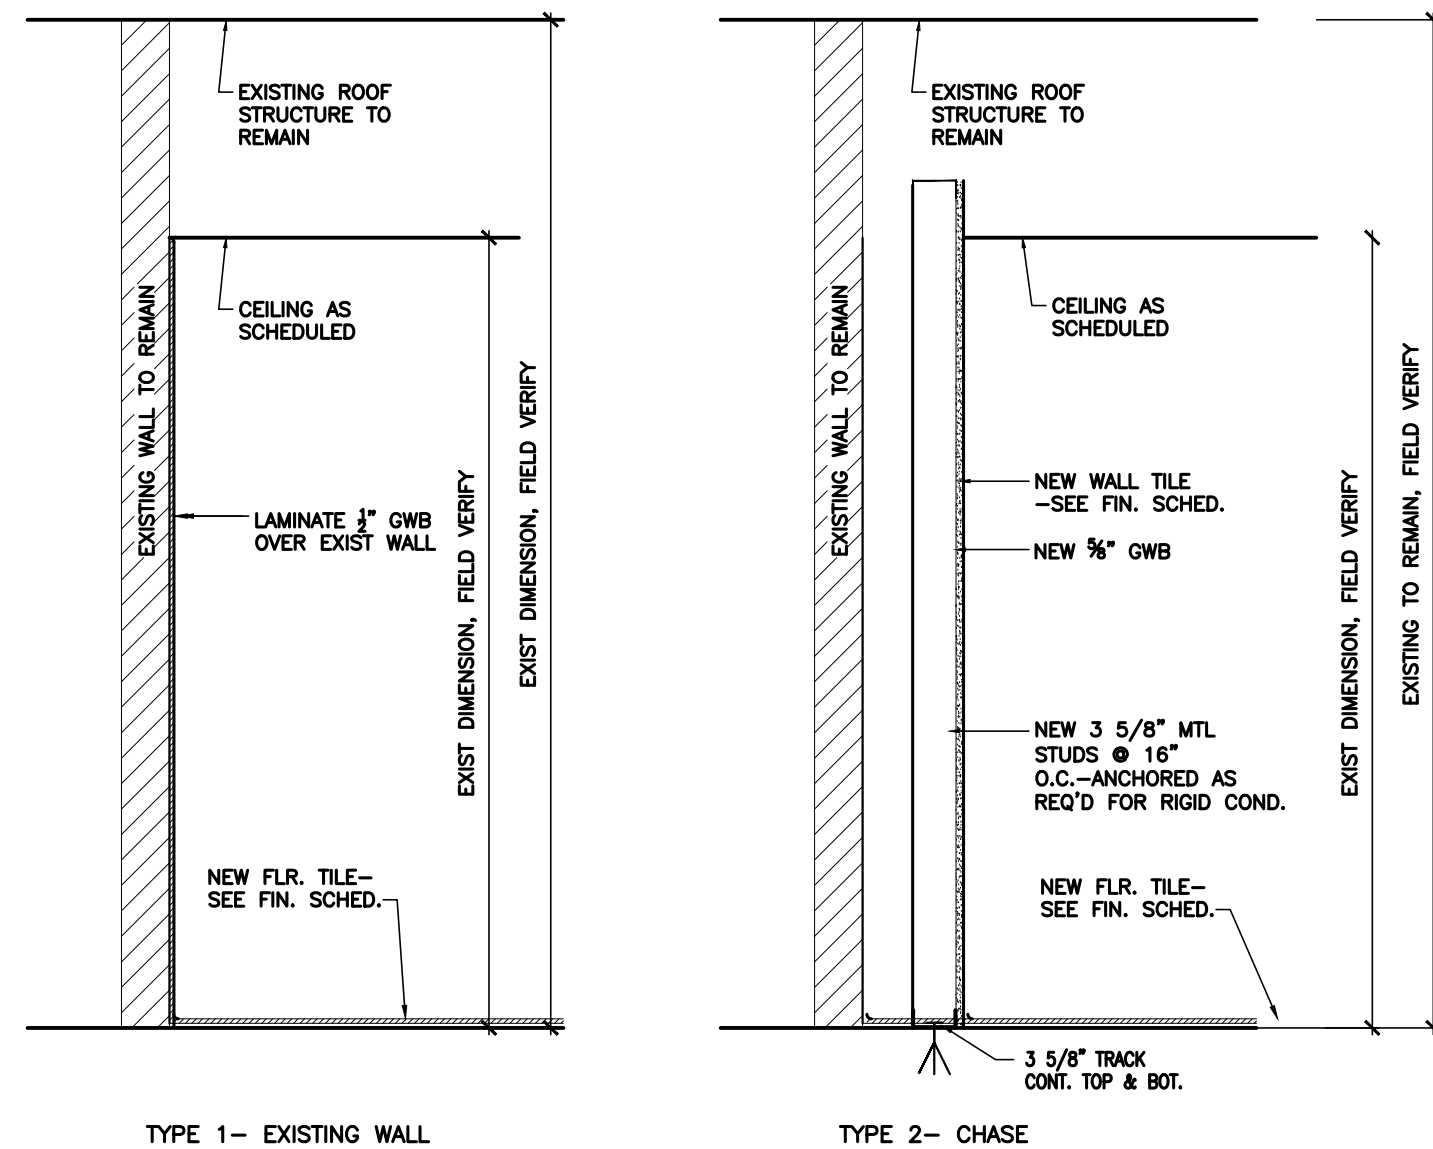 EXISTING ROOF
STRUCTURE TO
REMAIN
CEILING AS
SCHEDULED
EXISTING WALL TO REMAIN
LAMINATE 1/2" GWB
OVER EXIST WALL
EXIST DIMENSION, FIELD VERIFY
EXIST DIMENSION, FIELD VERIFY
NEW FLR. TILE-
SEE FIN. SCHED.
TYPE 1- EXISTING WALL
EXISTING ROOF
STRUCTURE TO
REMAIN
CEILING AS
SCHEDULED
EXISTING WALL TO REMAIN
NEW WALL TILE
-SEE FIN. SCHED.
NEW 5/8" GWB
NEW 3 5/8" MTL
STUDS @ 16"
O.C.-ANCHORED AS
REQ'D FOR RIGID COND.
EXIST DIMENSION, FIELD VERIFY
EXISTING TO REMAIN, FIELD VERIFY
NEW FLR. TILE-
SEE FIN. SCHED.
3 5/8" TRACK
CONT. TOP & BOT.
TYPE 2- CHASE